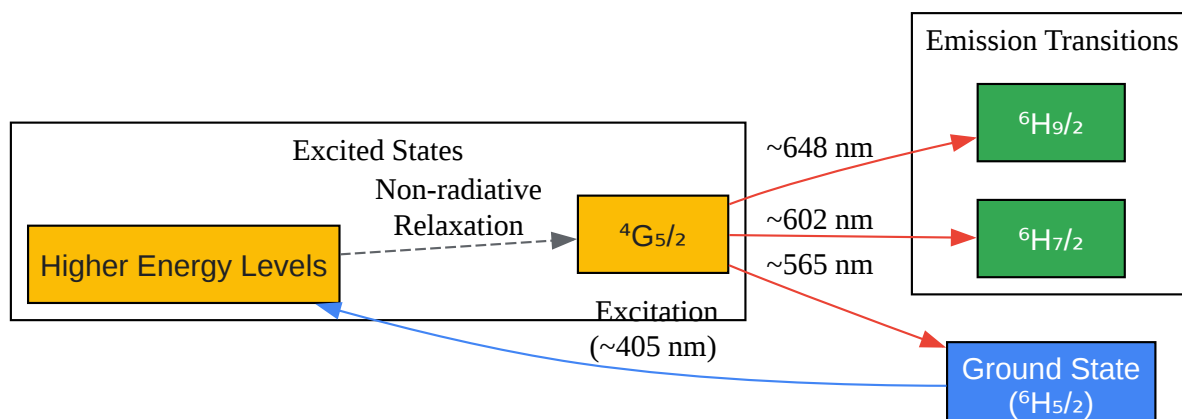 Emission Transitions
⁶H₉/₂
Excited States
~648 nm
Non-radiative
Relaxation
⁴G₅/₂
~602 nm
⁶H₇/₂
Higher Energy Levels
~565 nm
Excitation
(~405 nm)
Ground State
(⁶H₅/₂)